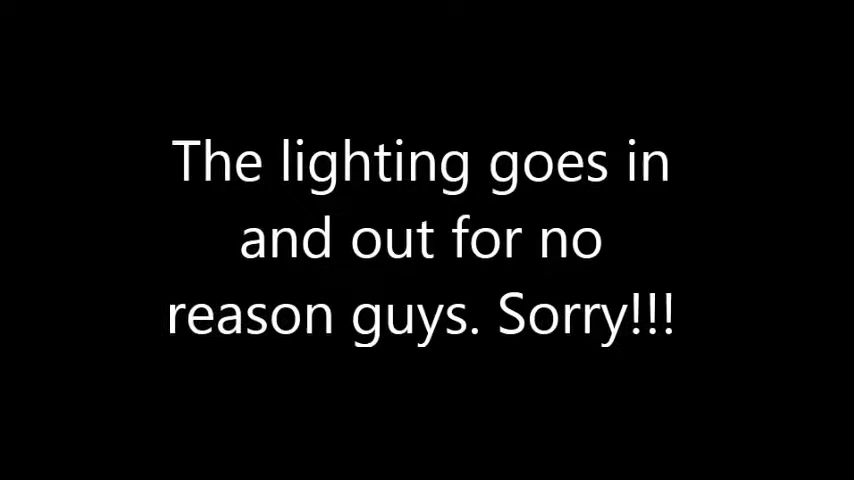 The lighting goes in
and out for no
reason guys. Sorry!!!